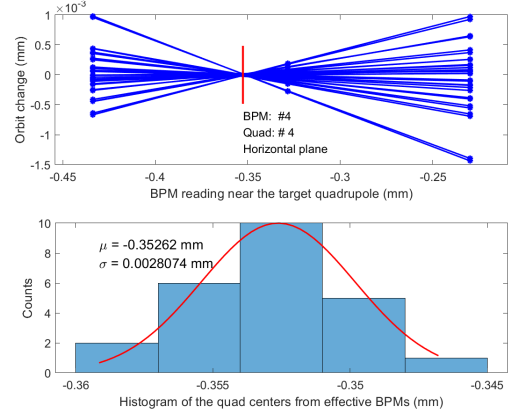 ×10⁻³
1
0.5
0
-0.5
-1
-1.5
Orbit change (mm)
BPM: #4
Quad: # 4
Horizontal plane
-0.45 -0.4 -0.35 -0.3 -0.25
BPM reading near the target quadrupole (mm)
10
8
6
4
2
0
Counts
μ = -0.35262 mm
σ = 0.0028074 mm
-0.36 -0.355 -0.35 -0.345
Histogram of the quad centers from effective BPMs (mm)